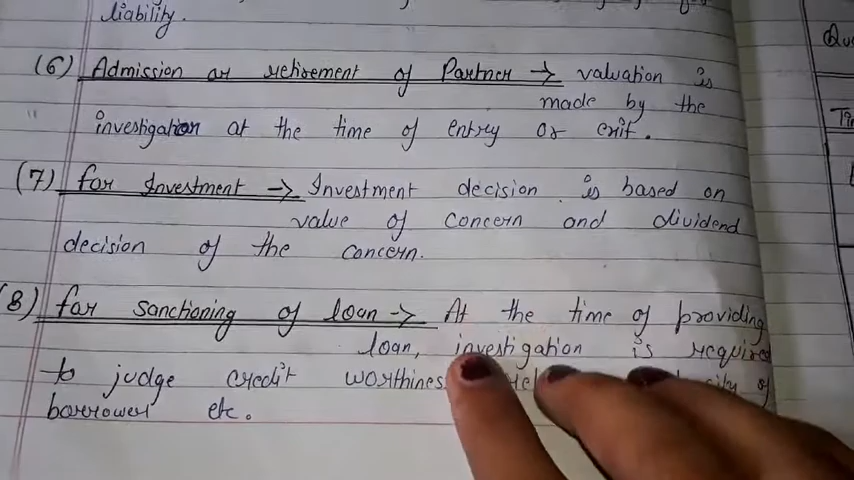 liability.
(6) Admission or retirement of Partner → valuation is
made by the
investigation at the time of entry or exit.
(7) for Investment → Investment decision is based on
value of concern and dividend
decision of the concern.
(8) for sanctioning of loan → At the time of providing
loan, investigation is required
to judge credit of
borrower etc.